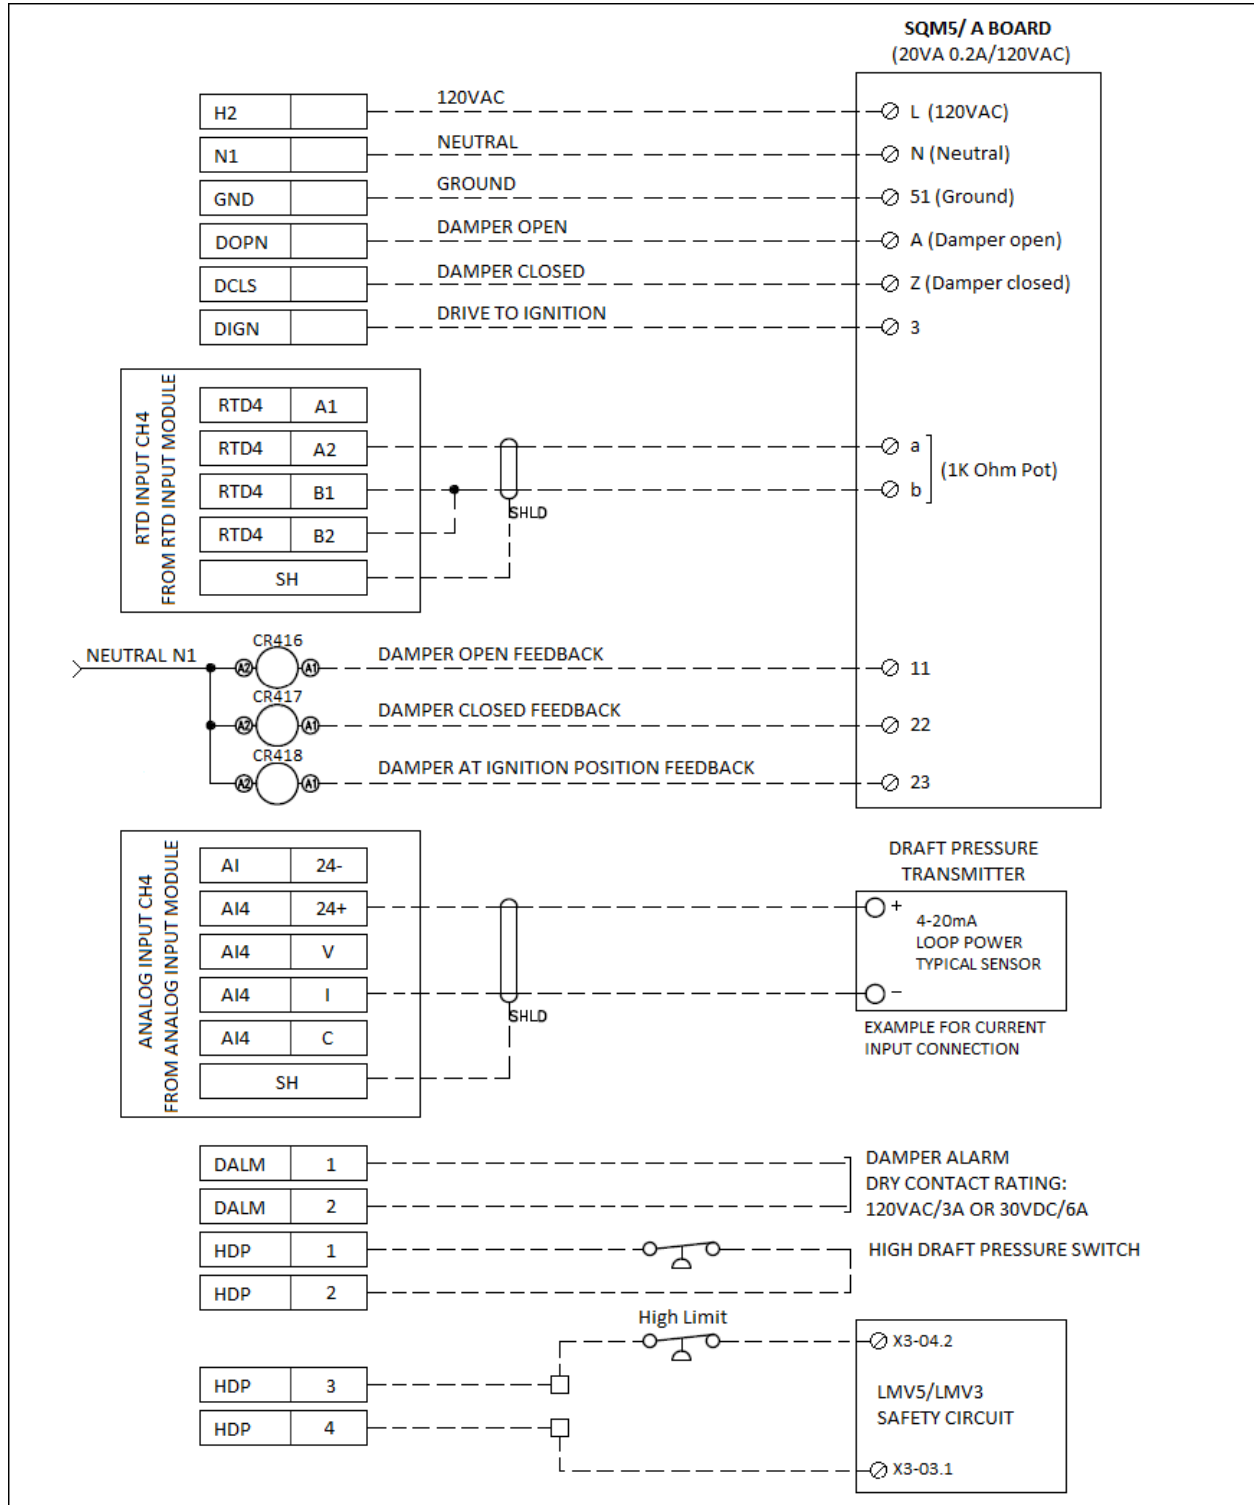 SQM5/ A BOARD
(20VA 0.2A/120VAC)
H2
120VAC
L (120VAC)
N1
NEUTRAL
N (Neutral)
GND
GROUND
51 (Ground)
DOPN
DAMPER OPEN
A (Damper open)
DCLS
DAMPER CLOSED
Z (Damper closed)
DIGN
DRIVE TO IGNITION
3
RTD INPUT CH4
FROM RTD INPUT MODULE
RTD4 A1
RTD4 A2
a
RTD4 B1
b
(1K Ohm Pot)
SHLD
RTD4 B2
SH
NEUTRAL N1
CR416
A2 A1
DAMPER OPEN FEEDBACK
11
CR417
A2 A1
DAMPER CLOSED FEEDBACK
22
CR418
A2 A1
DAMPER AT IGNITION POSITION FEEDBACK
23
ANALOG INPUT CH4
FROM ANALOG INPUT MODULE
AI 24-
AI4 24+
AI4 V
AI4 I
AI4 C
SH
SHLD
DRAFT PRESSURE
TRANSMITTER
+
4-20mA
LOOP POWER
TYPICAL SENSOR
−
EXAMPLE FOR CURRENT
INPUT CONNECTION
DALM 1
DALM 2
DAMPER ALARM
DRY CONTACT RATING:
120VAC/3A OR 30VDC/6A
HDP 1
HIGH DRAFT PRESSURE SWITCH
HDP 2
High Limit
X3-04.2
HDP 3
HDP 4
LMV5/LMV3
SAFETY CIRCUIT
X3-03.1